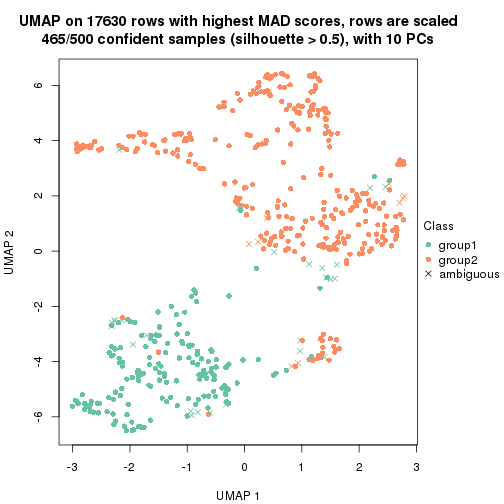 UMAP on 17630 rows with highest MAD scores, rows are scaled
465/500 confident samples (silhouette > 0.5), with 10 PCs
6
4
2
0
-2
-4
-6
UMAP 2
-3
-2
-1
0
1
2
3
UMAP 1
Class
group1
group2
ambiguous